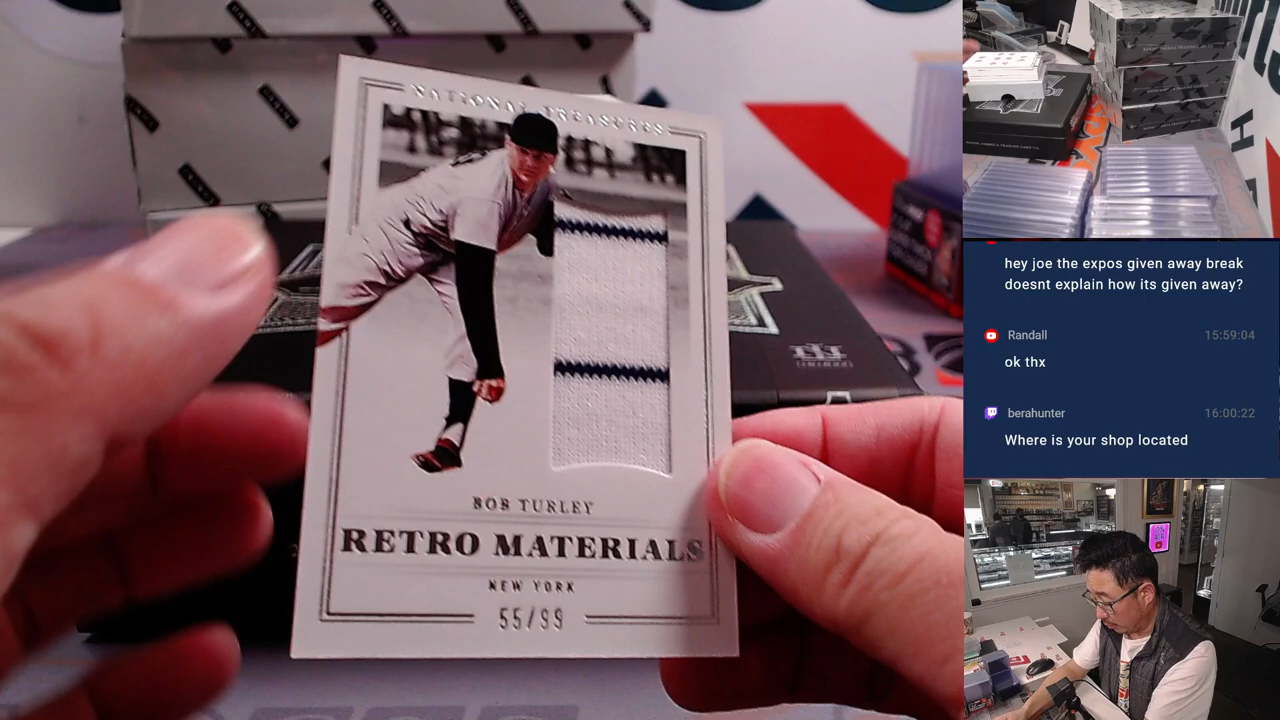 NATIONAL TREASURES
BOB TURLEY
RETRO MATERIALS
NEW YORK
55/99
hey joe the expos given away break
doesnt explain how its given away?
Randall 15:59:04
ok thx
berahunter 16:00:22
Where is your shop located